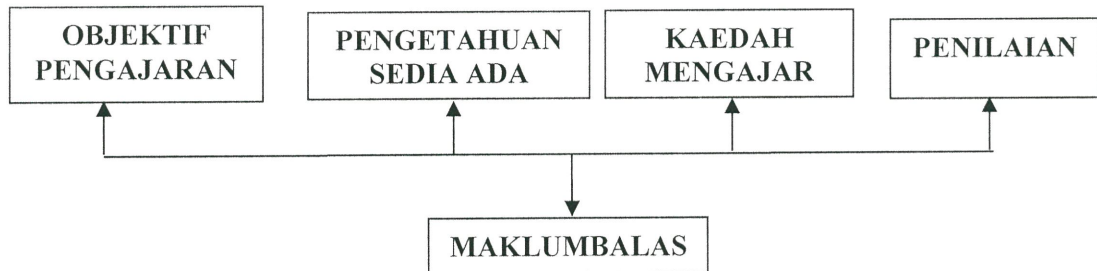 OBJEKTIF
PENGAJARAN
PENGETAHUAN
SEDIA ADA
KAEDAH
MENGAJAR
PENILAIAN
MAKLUMBALAS